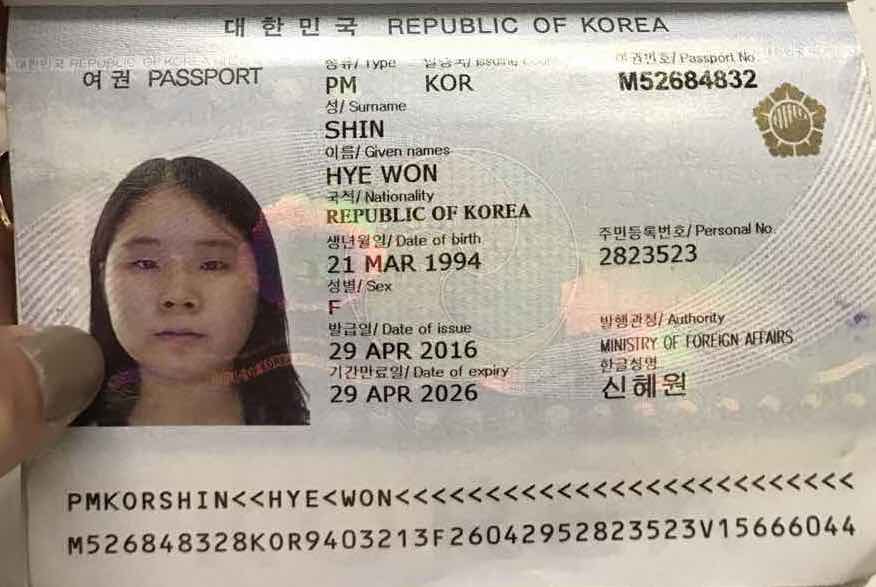 대한민국 REPUBLIC OF KOREA
여권 PASSPORT
종류/ Type 발행국/ Issuing country 여권번호/ Passport No.
PM KOR M52684832
성/ Surname
SHIN
이름/ Given names
HYE WON
국적/ Nationality
REPUBLIC OF KOREA
생년월일/ Date of birth 주민등록번호/ Personal No.
21 MAR 1994 2823523
성별/ Sex
F
발급일/ Date of issue 발행관청/ Authority
29 APR 2016 MINISTRY OF FOREIGN AFFAIRS
기간만료일/ Date of expiry 한글성명
29 APR 2026 신혜원
PMKORSHIN<<HYE<WON<<<<<<<<<<<<<<<<<<<<<<<<<<
M526848328KOR9403213F26042952823523V15666044